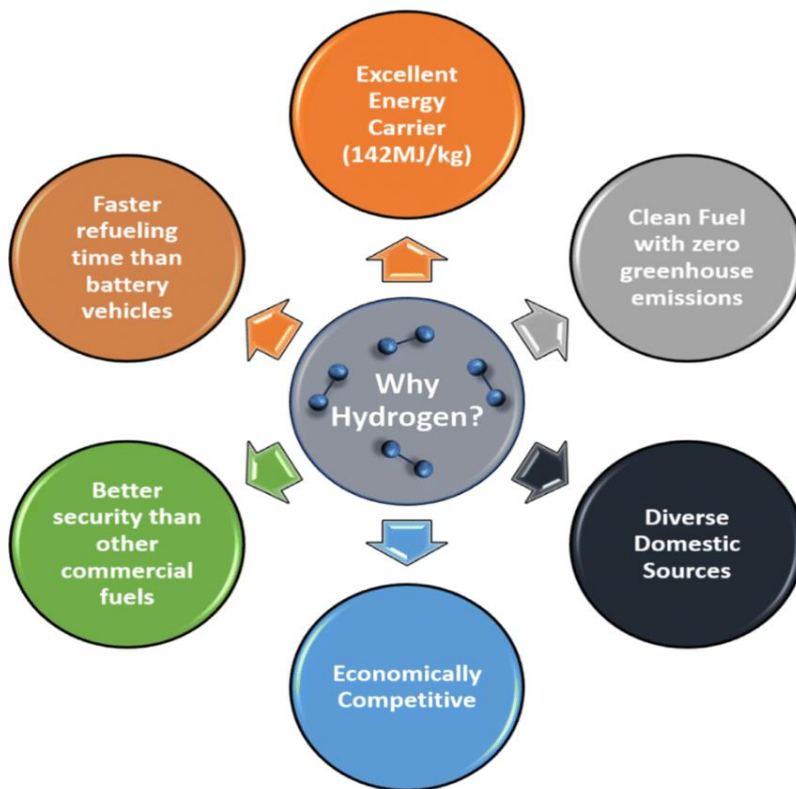 Why
Hydrogen?
Excellent
Energy
Carrier
(142MJ/kg)
Clean Fuel
with zero
greenhouse
emissions
Diverse
Domestic
Sources
Economically
Competitive
Better
security than
other
commercial
fuels
Faster
refueling
time than
battery
vehicles